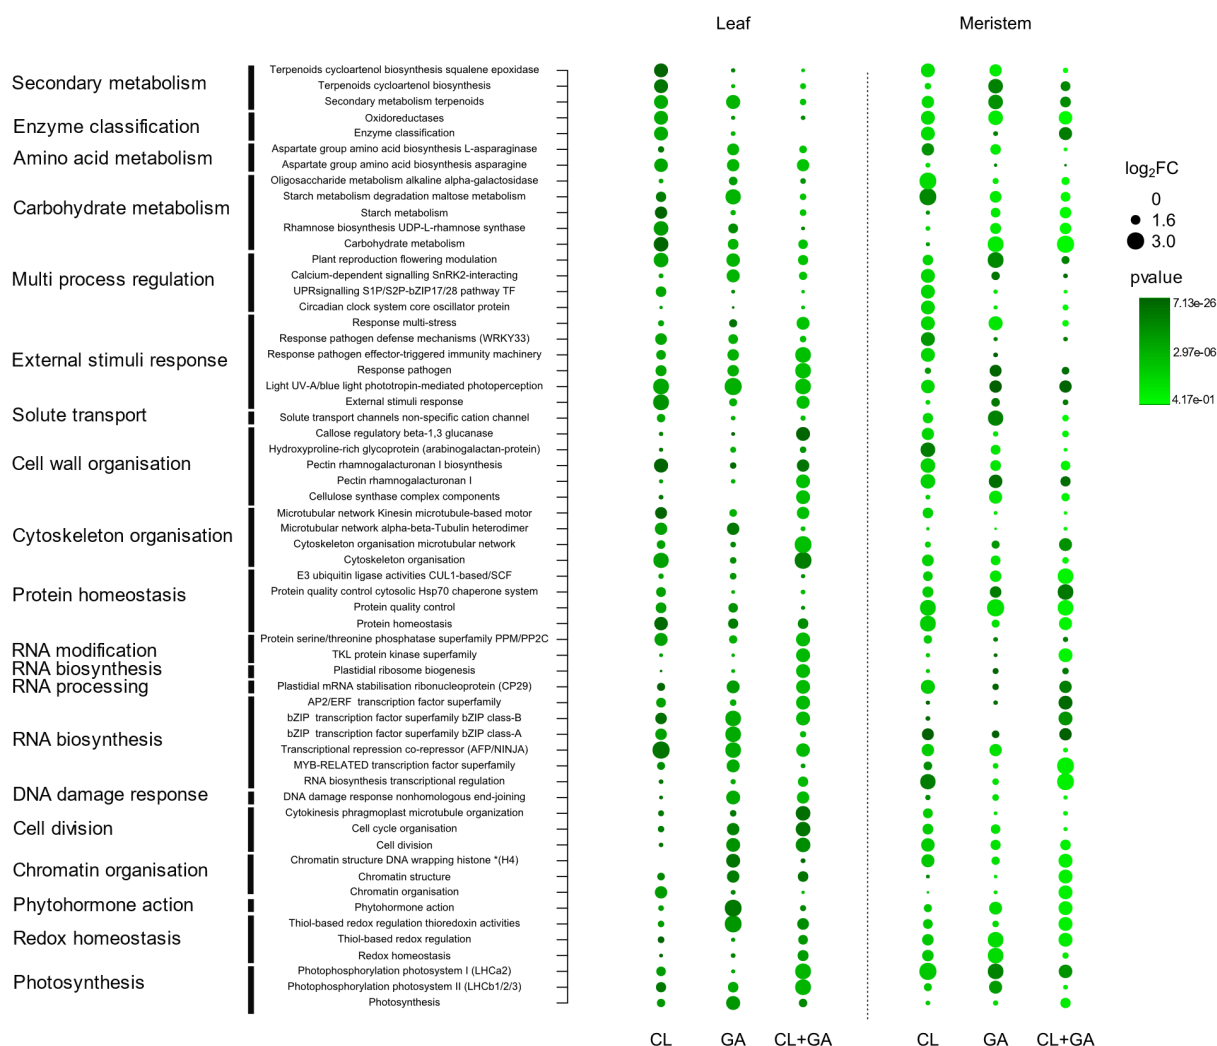 Leaf
Meristem
Secondary metabolism
Terpenoids cycloartenol biosynthesis squalene epoxidase
Terpenoids cycloartenol biosynthesis
Secondary metabolism terpenoids
Enzyme classification
Oxidoreductases
Enzyme classification
Amino acid metabolism
Aspartate group amino acid biosynthesis L-asparaginase
Aspartate group amino acid biosynthesis asparagine
Carbohydrate metabolism
Oligosaccharide metabolism alkaline alpha-galactosidase
Starch metabolism degradation maltose metabolism
Starch metabolism
Rhamnose biosynthesis UDP-L-rhamnose synthase
Carbohydrate metabolism
Multi process regulation
Plant reproduction flowering modulation
Calcium-dependent signalling SnRK2-interacting
UPRsignalling S1P/S2P-bZIP17/28 pathway TF
Circadian clock system core oscillator protein
External stimuli response
Response multi-stress
Response pathogen defense mechanisms (WRKY33)
Response pathogen effector-triggered immunity machinery
Response pathogen
Light UV-A/blue light phototropin-mediated photoperception
External stimuli response
Solute transport
Solute transport channels non-specific cation channel
Cell wall organisation
Callose regulatory beta-1,3 glucanase
Hydroxyproline-rich glycoprotein (arabinogalactan-protein)
Pectin rhamnogalacturonan I biosynthesis
Pectin rhamnogalacturonan I
Cellulose synthase complex components
Cytoskeleton organisation
Microtubular network Kinesin microtubule-based motor
Microtubular network alpha-beta-Tubulin heterodimer
Cytoskeleton organisation microtubular network
Cytoskeleton organisation
Protein homeostasis
E3 ubiquitin ligase activities CUL1-based/SCF
Protein quality control cytosolic Hsp70 chaperone system
Protein quality control
Protein homeostasis
RNA modification
Protein serine/threonine phosphatase superfamily PPM/PP2C
TKL protein kinase superfamily
RNA biosynthesis
Plastidial ribosome biogenesis
RNA processing
Plastidial mRNA stabilisation ribonucleoprotein (CP29)
RNA biosynthesis
AP2/ERF transcription factor superfamily
bZIP transcription factor superfamily bZIP class-B
bZIP transcription factor superfamily bZIP class-A
Transcriptional repression co-repressor (AFP/NINJA)
MYB-RELATED transcription factor superfamily
RNA biosynthesis transcriptional regulation
DNA damage response
DNA damage response nonhomologous end-joining
Cell division
Cytokinesis phragmoplast microtubule organization
Cell cycle organisation
Cell division
Chromatin organisation
Chromatin structure DNA wrapping histone *(H4)
Chromatin structure
Chromatin organisation
Phytohormone action
Phytohormone action
Redox homeostasis
Thiol-based redox regulation thioredoxin activities
Thiol-based redox regulation
Redox homeostasis
Photosynthesis
Photophosphorylation photosystem I (LHCa2)
Photophosphorylation photosystem II (LHCb1/2/3)
Photosynthesis
CL GA CL+GA CL GA CL+GA
log₂FC
0
1.6
3.0
pvalue
7.13e-26
2.97e-06
4.17e-01